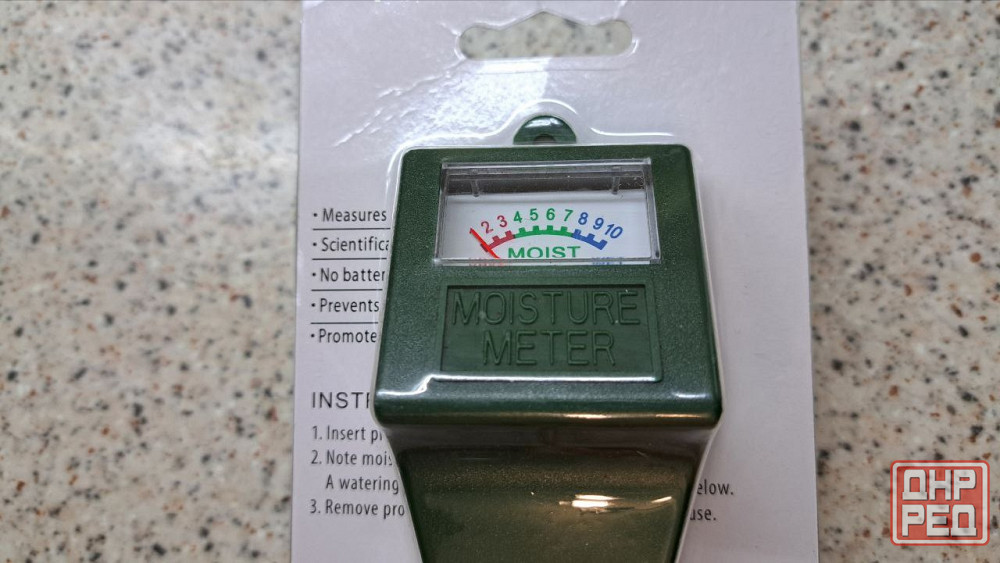 • Measures
• Scientific
• No batter
• Prevents
• Promote
2 3 4 5 6 7 8 9 10
MOIST
MOISTURE
METER
INSTR
1. Insert pr
2. Note mois
A watering
elow.
3. Remove pro
use.
ДНР
РЕД